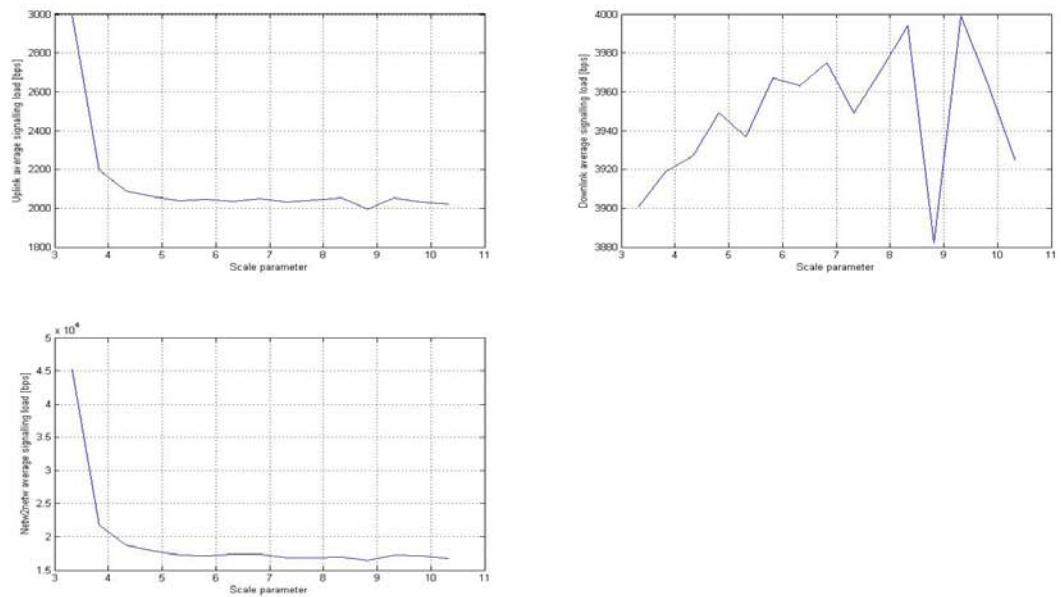 3000
2800
2600
2400
2200
2000
1800
Uplink average signalling load [bps]
3 4 5 6 7 8 9 10 11
Scale parameter
4000
3980
3960
3940
3920
3900
3880
Downlink average signalling load [bps]
3 4 5 6 7 8 9 10 11
Scale parameter
x 10^4
5
4.5
4
3.5
3
2.5
2
1.5
Netw2netw average signalling load [bps]
3 4 5 6 7 8 9 10 11
Scale parameter